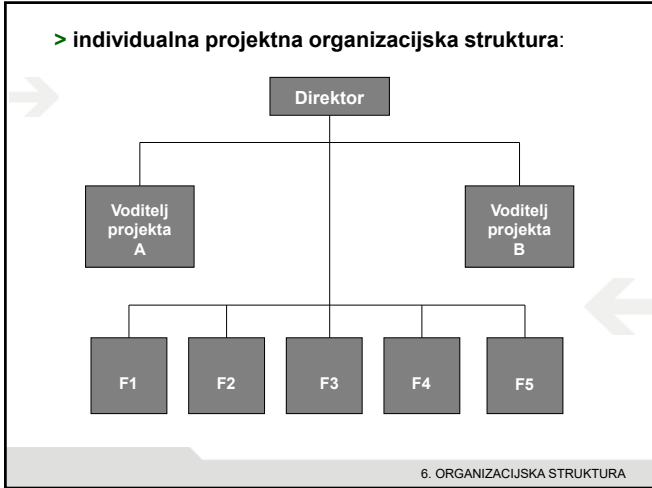 > individualna projektna organizacijska struktura:
Direktor
Voditelj
projekta
A
Voditelj
projekta
B
F1
F2
F3
F4
F5
6. ORGANIZACIJSKA STRUKTURA